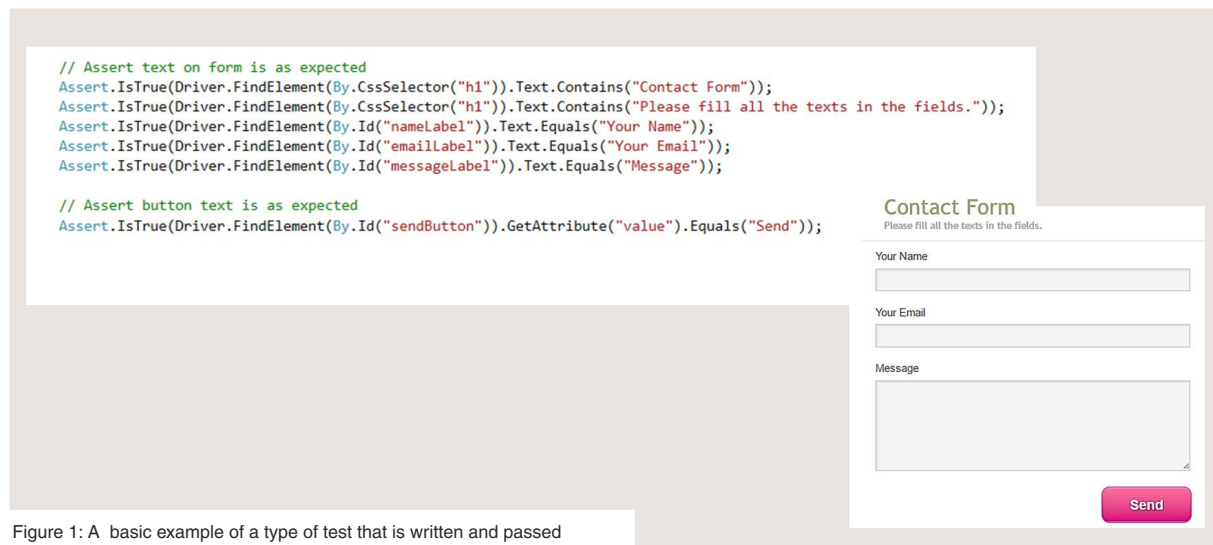 // Assert text on form is as expected
Assert.IsTrue(Driver.FindElement(By.CssSelector("h1")).Text.Contains("Contact Form"));
Assert.IsTrue(Driver.FindElement(By.CssSelector("h1")).Text.Contains("Please fill all the texts in the fields."));
Assert.IsTrue(Driver.FindElement(By.Id("nameLabel")).Text.Equals("Your Name"));
Assert.IsTrue(Driver.FindElement(By.Id("emailLabel")).Text.Equals("Your Email"));
Assert.IsTrue(Driver.FindElement(By.Id("messageLabel")).Text.Equals("Message"));
// Assert button text is as expected
Assert.IsTrue(Driver.FindElement(By.Id("sendButton")).GetAttribute("value").Equals("Send"));
Contact Form
Please fill all the texts in the fields.
Your Name
Your Email
Message
Send
Figure 1: A basic example of a type of test that is written and passed